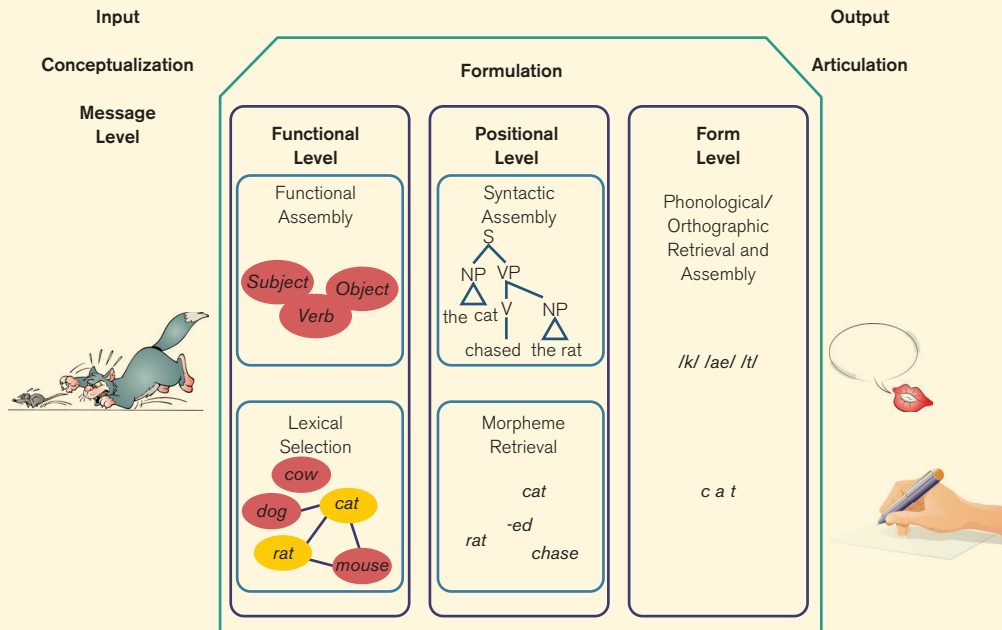 Input
Conceptualization
Message
Level
Formulation
Functional
Level
Functional
Assembly
Subject
Object
Verb
Lexical
Selection
cow
dog
cat
rat
mouse
Positional
Level
Syntactic
Assembly
S
NP VP
the cat V NP
chased the rat
Morpheme
Retrieval
cat
-ed
rat
chase
Form
Level
Phonological/
Orthographic
Retrieval and
Assembly
/k/ /ae/ /t/
c a t
Output
Articulation